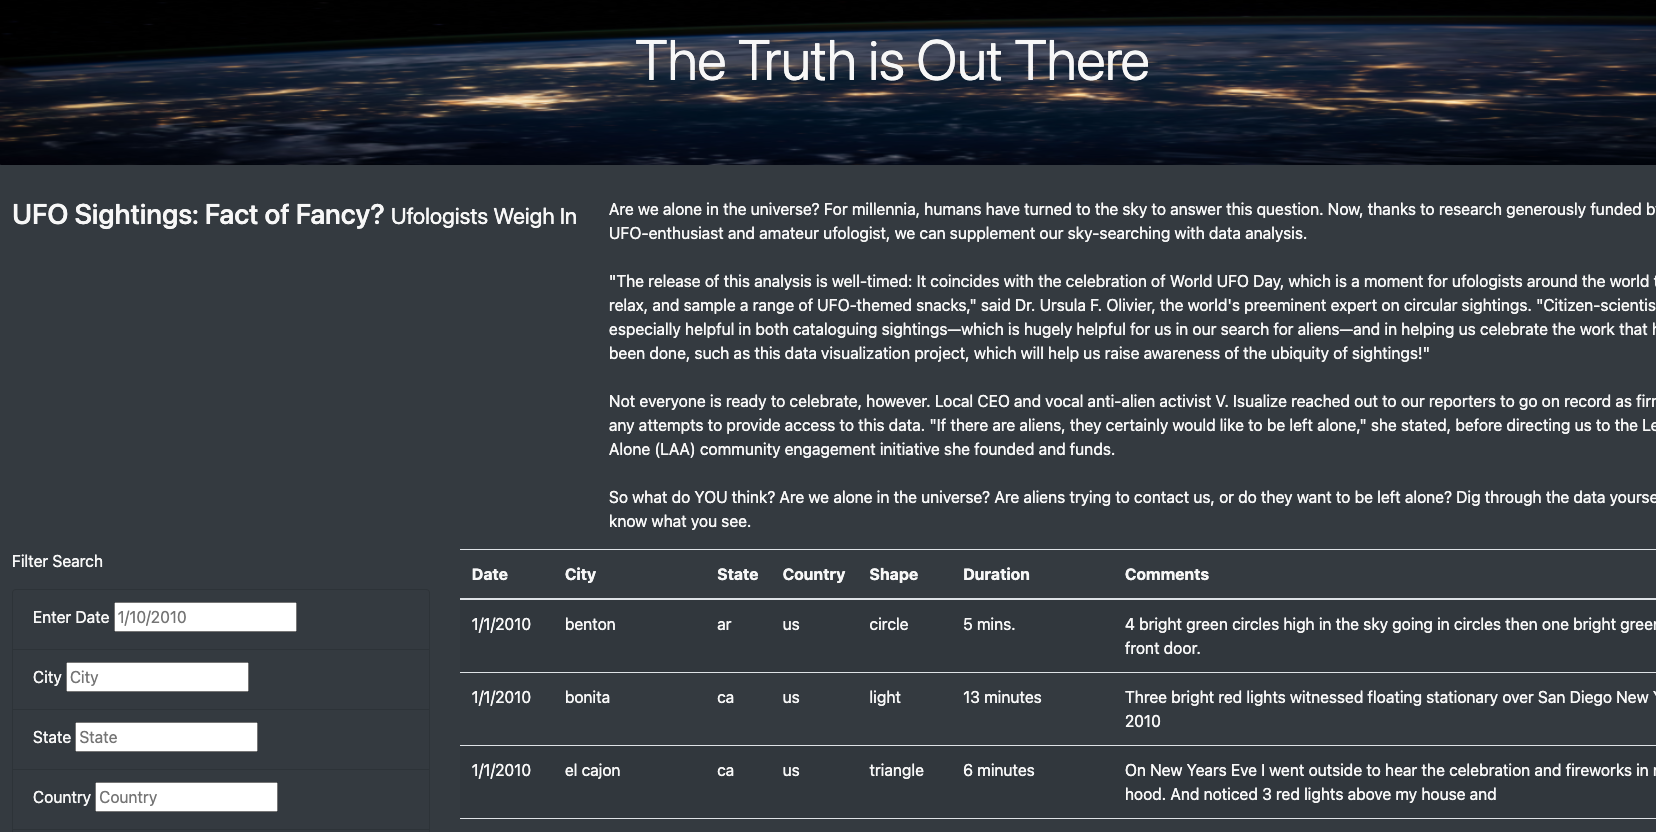 The Truth is Out There
UFO Sightings: Fact of Fancy? Ufologists Weigh In
Are we alone in the universe? For millennia, humans have turned to the sky to answer this question. Now, thanks to research generously funded
UFO-enthusiast and amateur ufologist, we can supplement our sky-searching with data analysis.
"The release of this analysis is well-timed: It coincides with the celebration of World UFO Day, which is a moment for ufologists around the world
relax, and sample a range of UFO-themed snacks," said Dr. Ursula F. Olivier, the world's preeminent expert on circular sightings.
especially helpful in both cataloguing sightings—which is hugely helpful for us in our search for aliens—and in helping us celebrate the work that
been done, such as this data visualization project, which will help us raise awareness of the ubiquity of sightings!"
Not everyone is ready to celebrate, however. Local CEO and vocal anti-alien activist V. Isualize reached out to our reporters to go on record as
any attempts to provide access to this data. "If there are aliens, they certainly would like to be left alone," she stated, before directing us to the
Alone (LAA) community engagement initiative she founded and funds.
So what do YOU think? Are we alone in the universe? Are aliens trying to contact us, or do they want to be left alone? Dig through the data
know what you see.
Filter Search
Enter Date 1/10/2010
City City
State State
Country Country
Date City State Country Shape Duration Comments
1/1/2010 benton ar us circle 5 mins. 4 bright green circles high in the sky going in circles then one bright
front door.
1/1/2010 bonita ca us light 13 minutes Three bright red lights witnessed floating stationary over San Diego New
2010
1/1/2010 el cajon ca us triangle 6 minutes On New Years Eve I went outside to hear the celebration and fireworks in
hood. And noticed 3 red lights above my house and